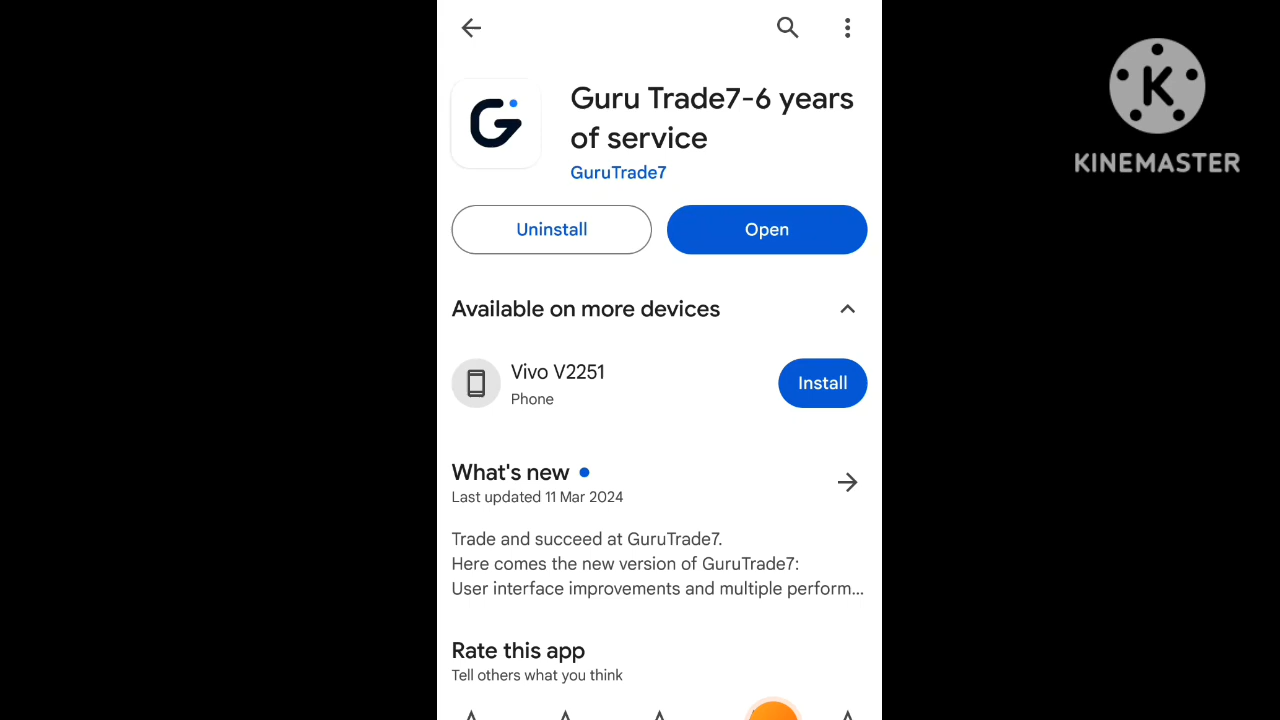 Guru Trade7-6 years
of service
GuruTrade7
Uninstall
Open
Available on more devices
Vivo V2251
Phone
Install
What's new
Last updated 11 Mar 2024
Trade and succeed at GuruTrade7.
Here comes the new version of GuruTrade7:
User interface improvements and multiple perform...
Rate this app
Tell others what you think
K
KINEMASTER